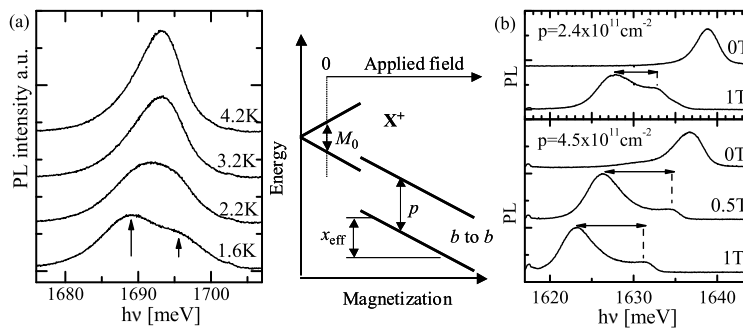 (a)
PL intensity a.u.
4.2K
3.2K
2.2K
1.6K
1680
1690
1700
hν [meV]
0
Applied field
X⁺
M₀
Energy
p
x_eff
b to b
Magnetization
(b)
p=2.4x10¹¹cm⁻²
0T
PL
1T
p=4.5x10¹¹cm⁻²
0T
0.5T
PL
1T
1620
1630
1640
hν [meV]